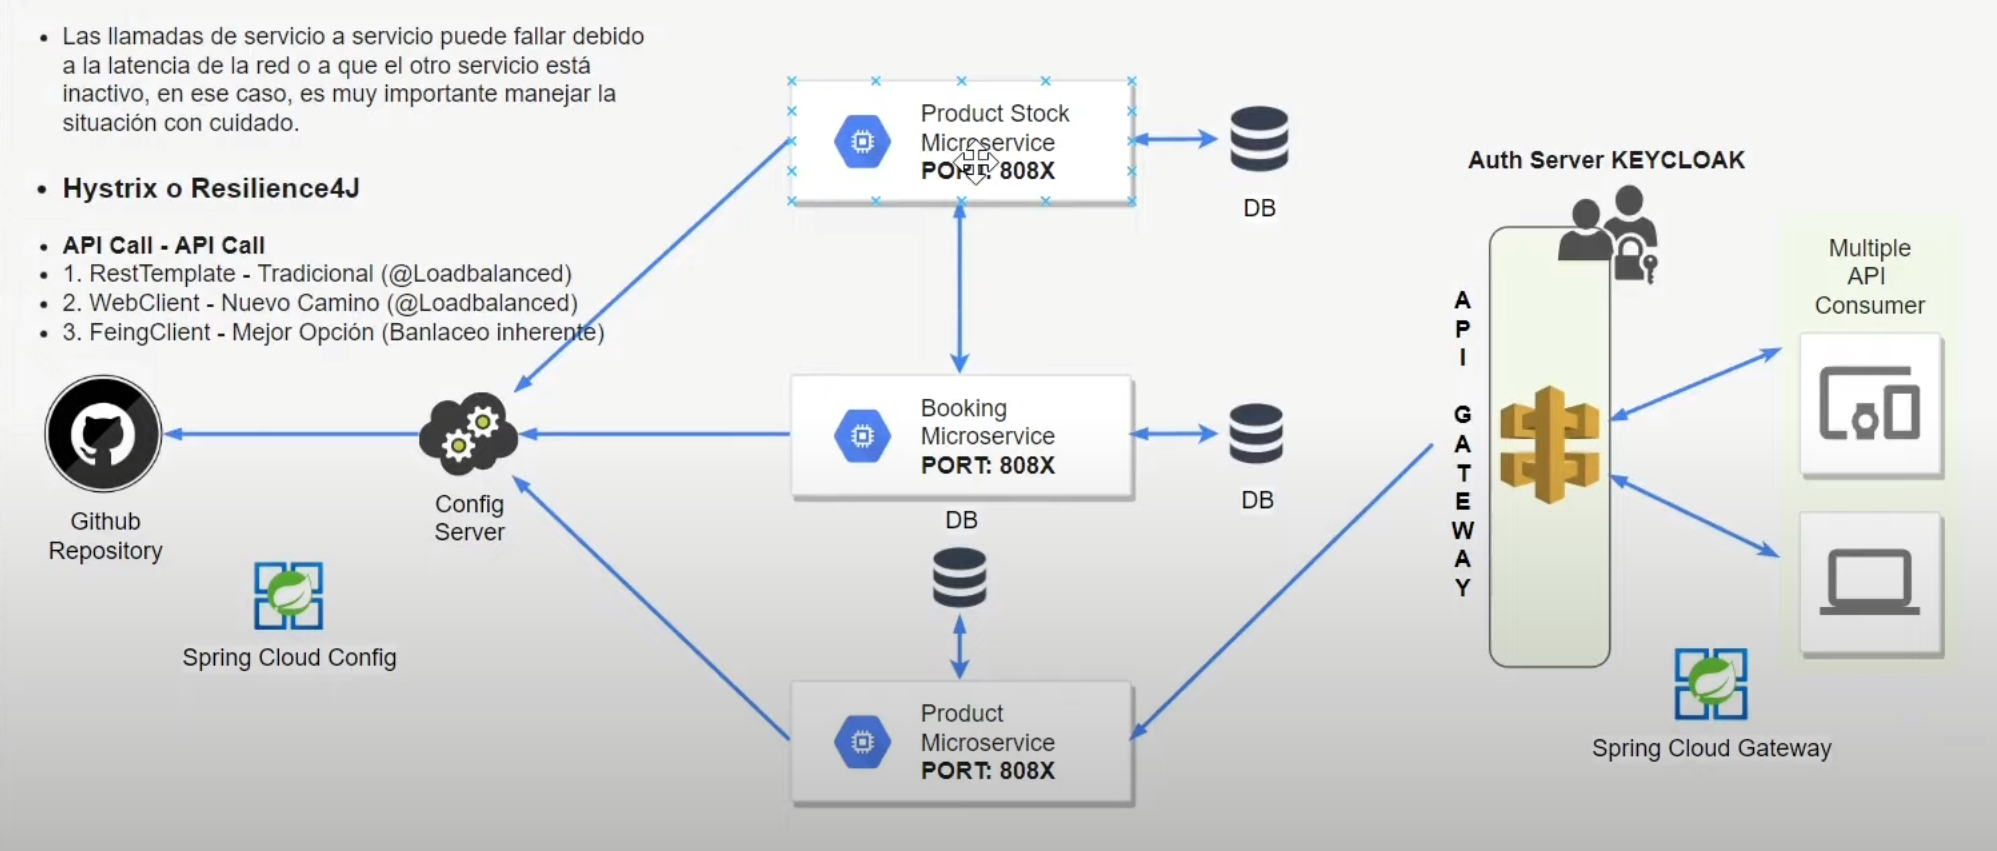 Las llamadas de servicio a servicio puede fallar debido
a la latencia de la red o a que el otro servicio está
inactivo, en ese caso, es muy importante manejar la
situación con cuidado.
Hystrix o Resilience4J
API Call - API Call
1. RestTemplate - Tradicional (@Loadbalanced)
2. WebClient - Nuevo Camino (@Loadbalanced)
3. FeingClient - Mejor Opción (Banlaceo inherente)
Github
Repository
Config
Server
Spring Cloud Config
Product Stock
Microservice
PORT: 808X
DB
Booking
Microservice
PORT: 808X
DB
DB
Product
Microservice
PORT: 808X
Auth Server KEYCLOAK
API GATEWAY
Multiple
API
Consumer
Spring Cloud Gateway